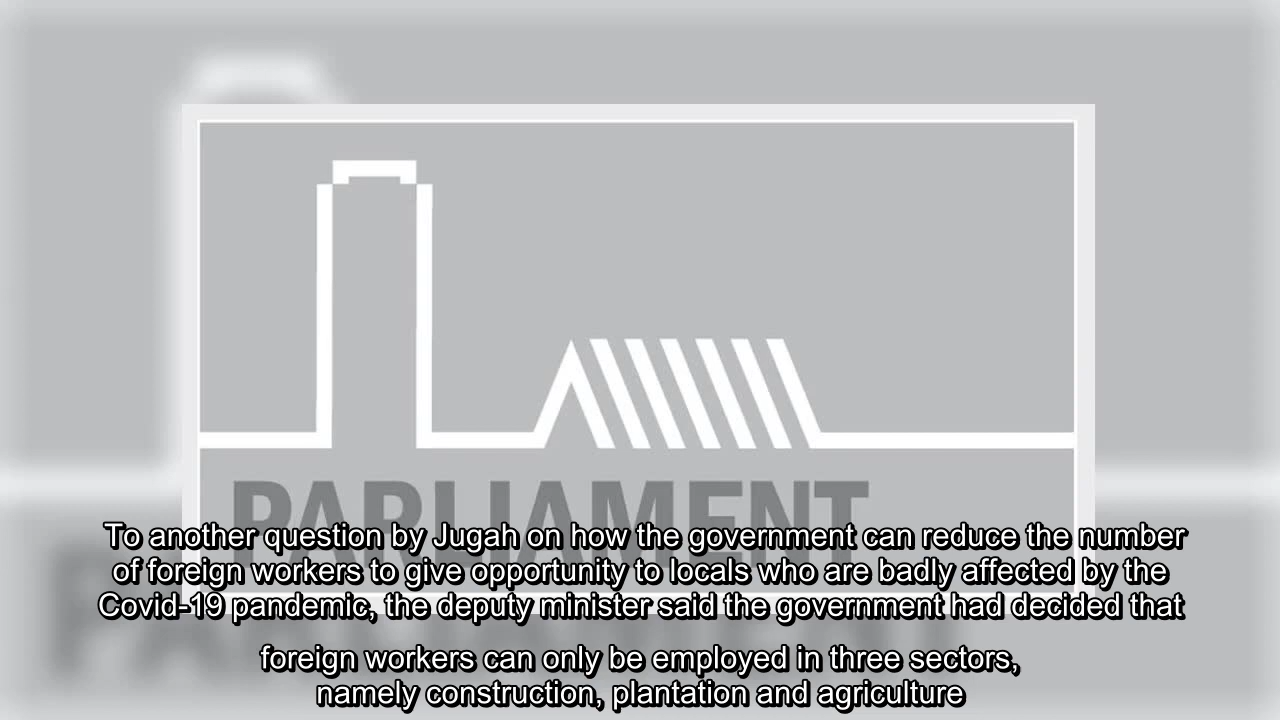 PARLIAMENT
To another question by Jugah on how the government can reduce the number
of foreign workers to give opportunity to locals who are badly affected by the
Covid-19 pandemic, the deputy minister said the government had decided that
foreign workers can only be employed in three sectors,
namely construction, plantation and agriculture